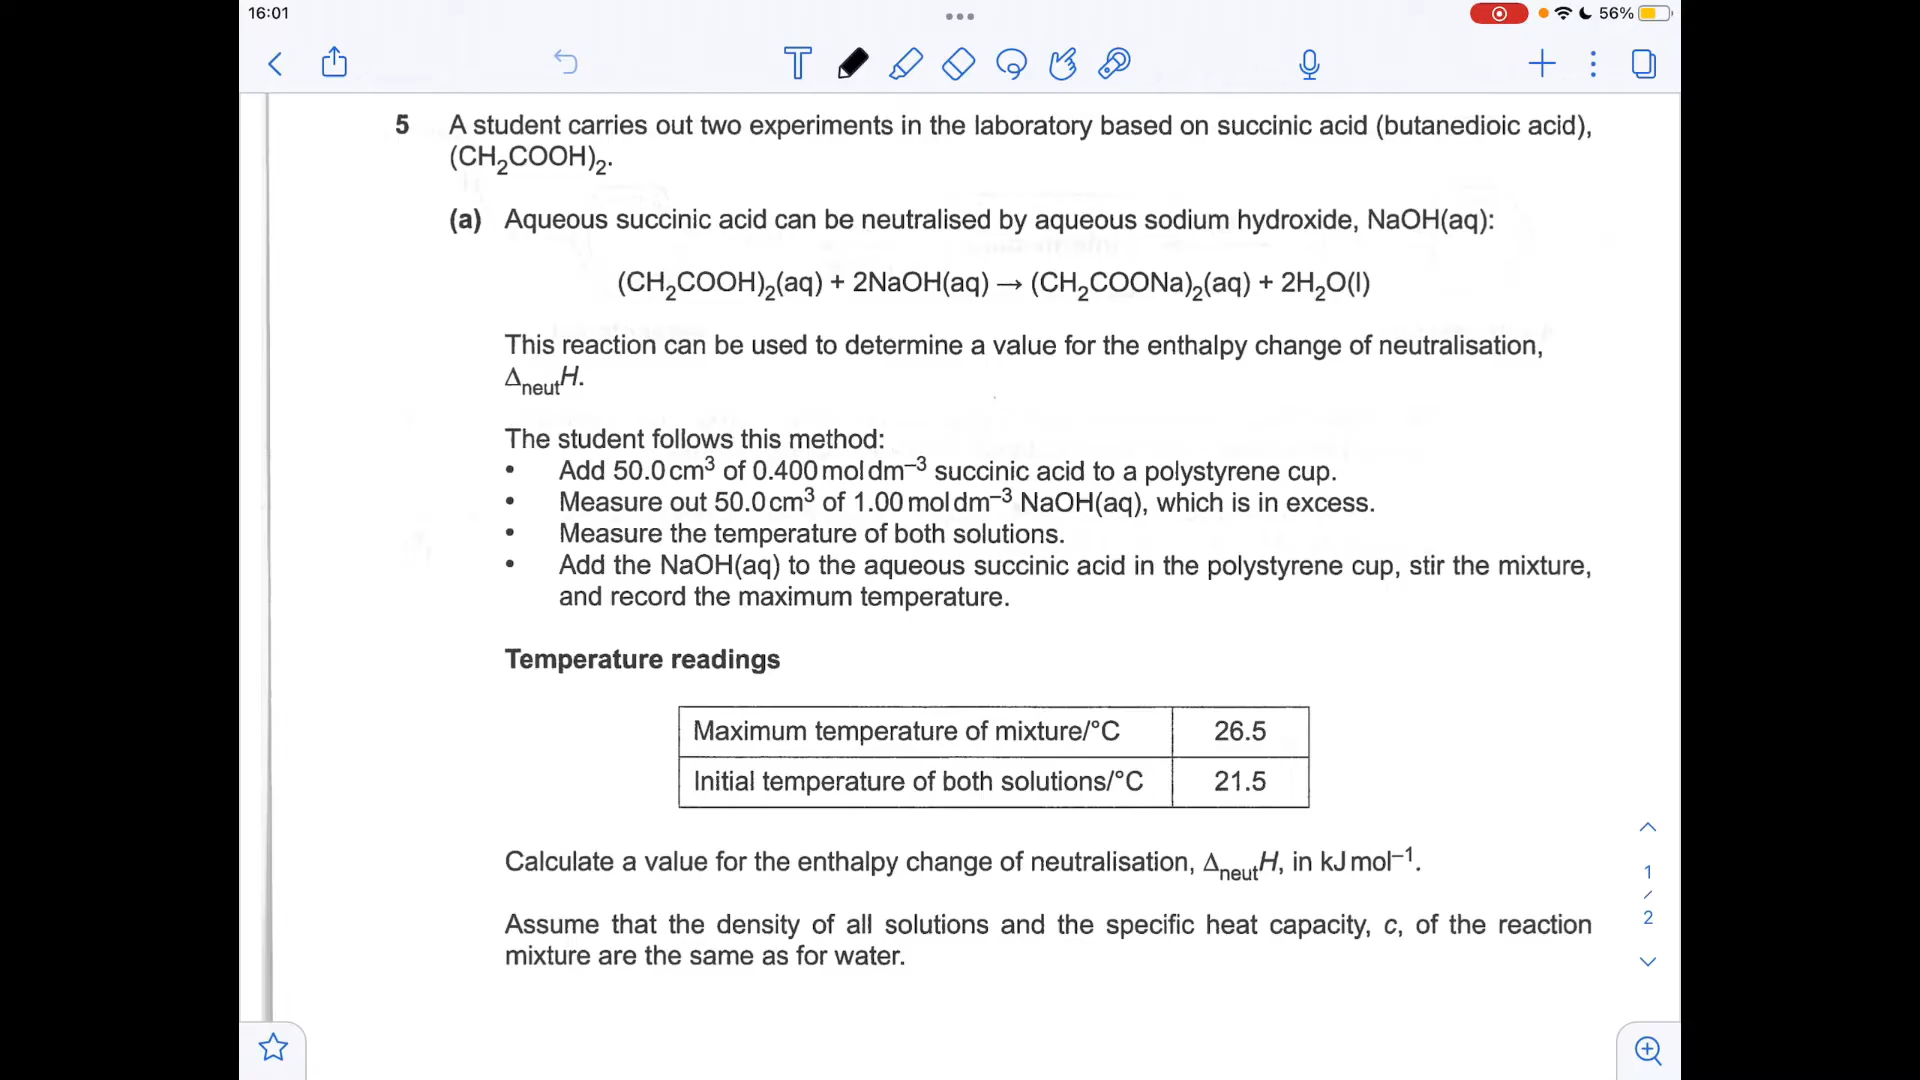 16:01
56%
5 A student carries out two experiments in the laboratory based on succinic acid (butanedioic acid),
(CH₂COOH)₂.
(a) Aqueous succinic acid can be neutralised by aqueous sodium hydroxide, NaOH(aq):
(CH₂COOH)₂(aq) + 2NaOH(aq) → (CH₂COONa)₂(aq) + 2H₂O(l)
This reaction can be used to determine a value for the enthalpy change of neutralisation,
ΔneutH.
The student follows this method:
• Add 50.0 cm³ of 0.400 mol dm⁻³ succinic acid to a polystyrene cup.
• Measure out 50.0 cm³ of 1.00 mol dm⁻³ NaOH(aq), which is in excess.
• Measure the temperature of both solutions.
• Add the NaOH(aq) to the aqueous succinic acid in the polystyrene cup, stir the mixture,
and record the maximum temperature.
Temperature readings
Maximum temperature of mixture/°C 26.5
Initial temperature of both solutions/°C 21.5
Calculate a value for the enthalpy change of neutralisation, ΔneutH, in kJ mol⁻¹.
Assume that the density of all solutions and the specific heat capacity, c, of the reaction
mixture are the same as for water.
1
/
2